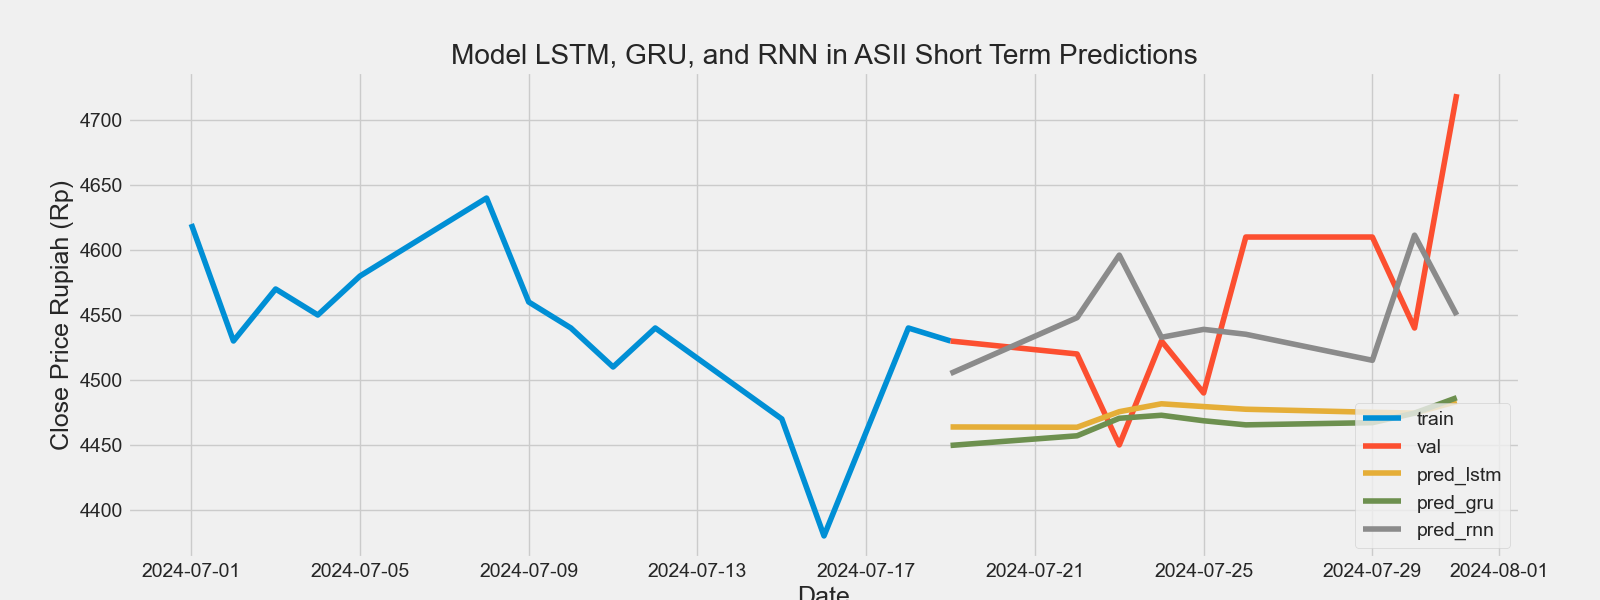 Model LSTM, GRU, and RNN in ASII Short Term Predictions
Close Price Rupiah (Rp)
4700
4650
4600
4550
4500
4450
4400
train
val
pred_lstm
pred_gru
pred_rnn
2024-07-01 2024-07-05 2024-07-09 2024-07-13 2024-07-17 2024-07-21 2024-07-25 2024-07-29 2024-08-01
Date